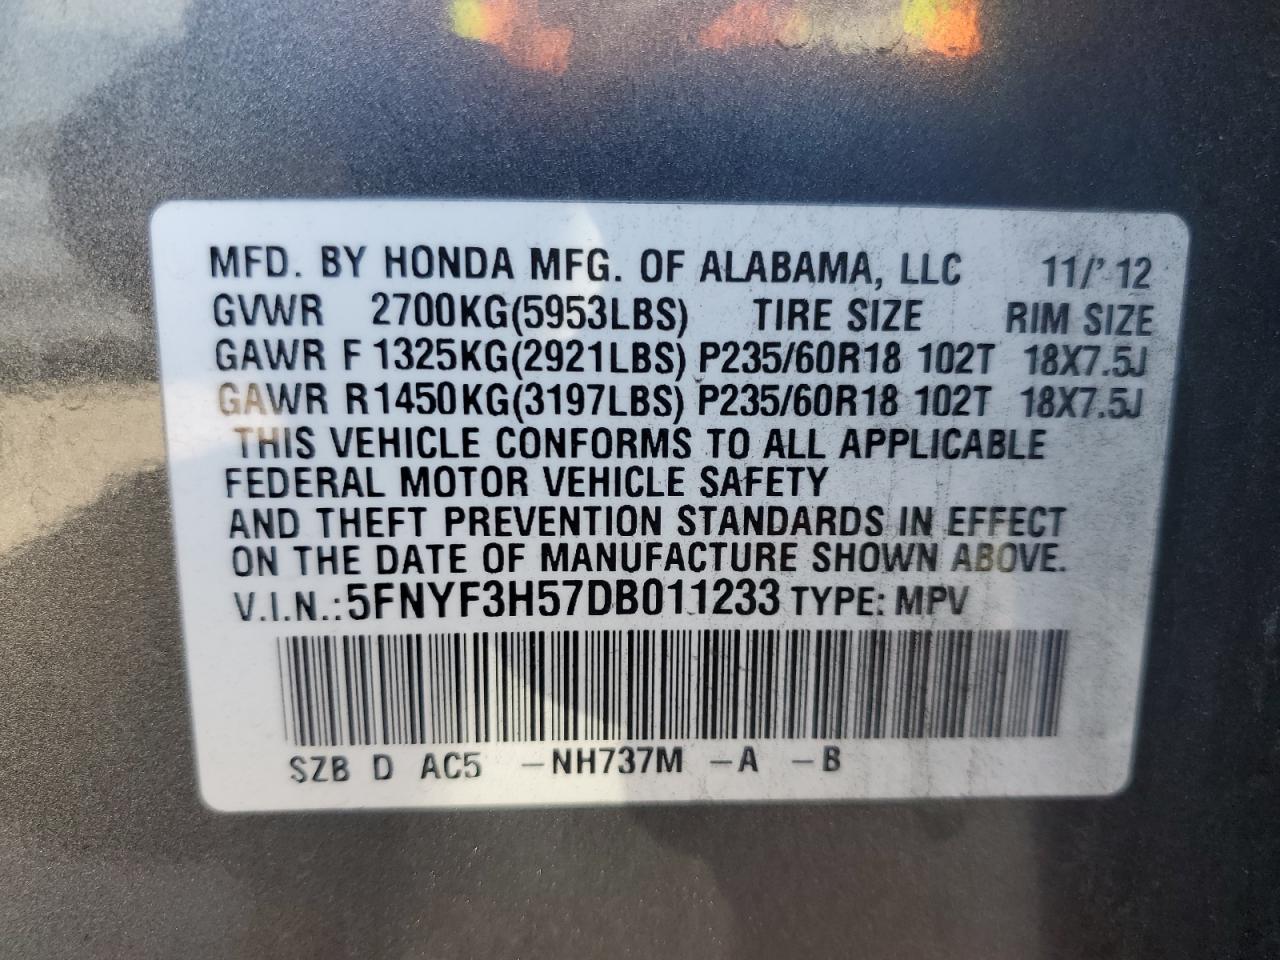 MFD. BY HONDA MFG. OF ALABAMA, LLC 11/'12
GVWR 2700KG(5953LBS) TIRE SIZE RIM SIZE
GAWR F 1325KG(2921LBS) P235/60R18 102T 18X7.5J
GAWR R1450KG(3197LBS) P235/60R18 102T 18X7.5J
THIS VEHICLE CONFORMS TO ALL APPLICABLE
FEDERAL MOTOR VEHICLE SAFETY
AND THEFT PREVENTION STANDARDS IN EFFECT
ON THE DATE OF MANUFACTURE SHOWN ABOVE.
V.I.N.:5FNYF3H57DB011233 TYPE: MPV
SZB D AC5 -NH737M -A -B